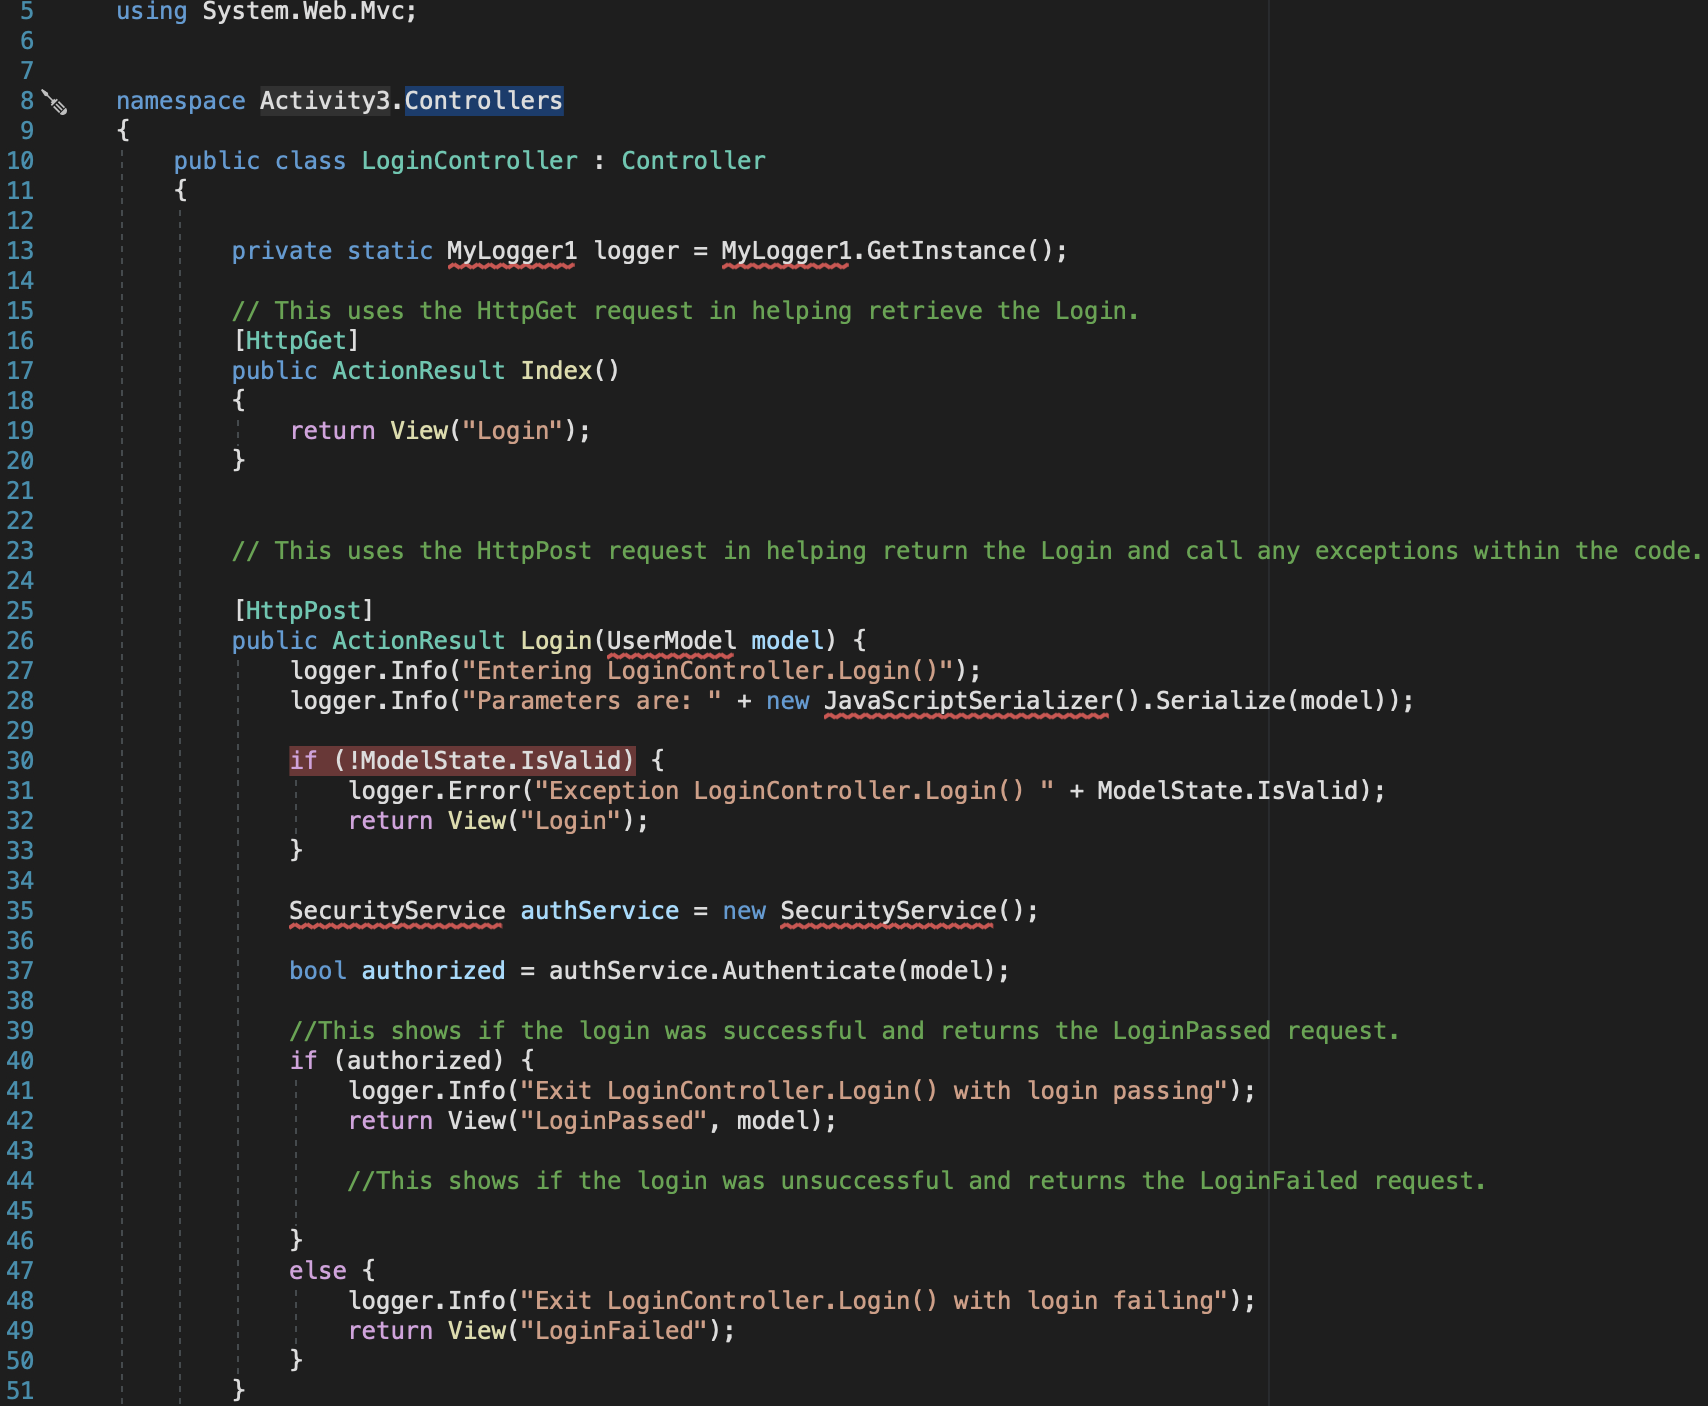 5 using System.Web.Mvc;
6
7
8 namespace Activity3.Controllers
9 {
10 public class LoginController : Controller
11 {
12
13 private static MyLogger1 logger = MyLogger1.GetInstance();
14
15 // This uses the HttpGet request in helping retrieve the Login.
16 [HttpGet]
17 public ActionResult Index()
18 {
19 return View("Login");
20 }
21
22
23 // This uses the HttpPost request in helping return the Login and call any exceptions within the code.
24
25 [HttpPost]
26 public ActionResult Login(UserModel model) {
27 logger.Info("Entering LoginController.Login()");
28 logger.Info("Parameters are: " + new JavaScriptSerializer().Serialize(model));
29
30 if (!ModelState.IsValid) {
31 logger.Error("Exception LoginController.Login() " + ModelState.IsValid);
32 return View("Login");
33 }
34
35 SecurityService authService = new SecurityService();
36
37 bool authorized = authService.Authenticate(model);
38
39 //This shows if the login was successful and returns the LoginPassed request.
40 if (authorized) {
41 logger.Info("Exit LoginController.Login() with login passing");
42 return View("LoginPassed", model);
43
44 //This shows if the login was unsuccessful and returns the LoginFailed request.
45
46 }
47 else {
48 logger.Info("Exit LoginController.Login() with login failing");
49 return View("LoginFailed");
50 }
51 }